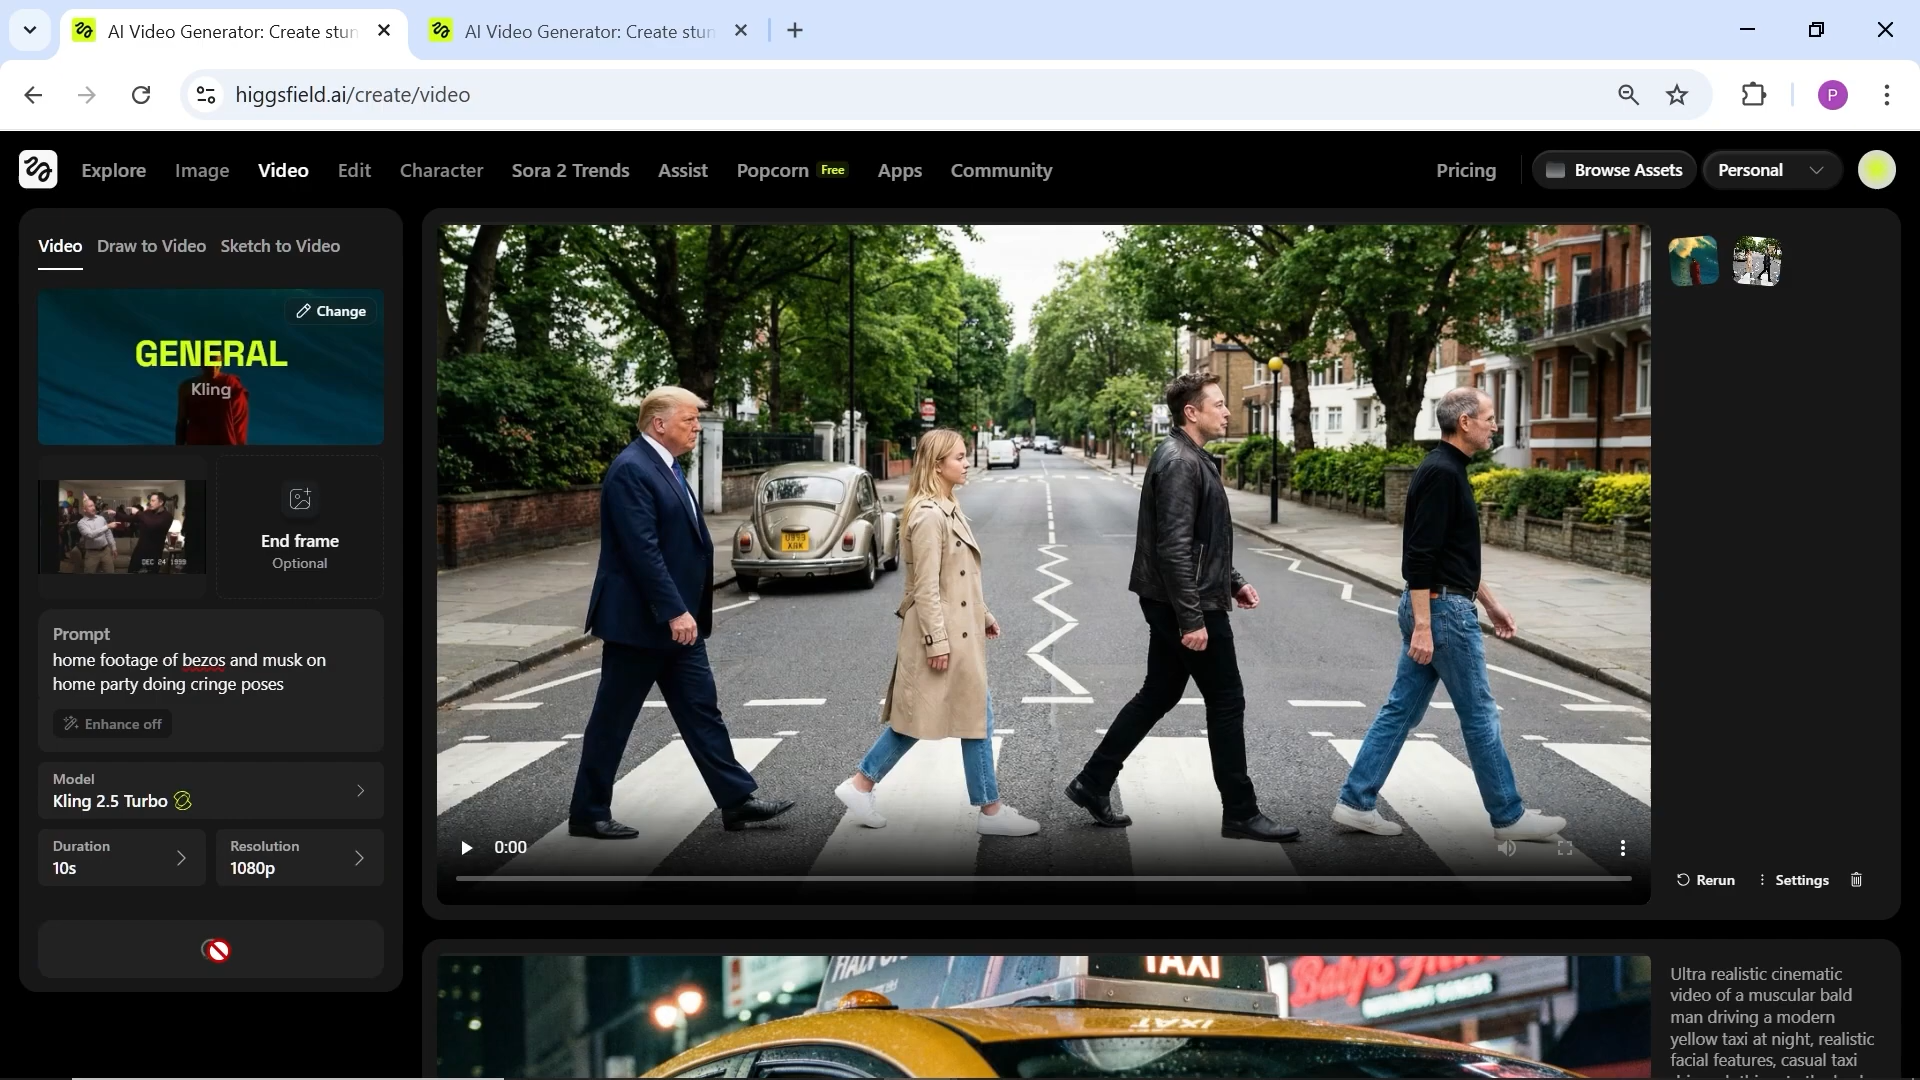 AI Video Generator: Create stun
AI Video Generator: Create stun
higgsfield.ai/create/video
P
Explore
Image
Video
Edit
Character
Sora 2 Trends
Assist
Popcorn Free
Apps
Community
Pricing
Browse Assets
Personal
Video
Draw to Video
Sketch to Video
Change
GENERAL
Kling
DEC 24 1999
End frame
Optional
Prompt
home footage of bezos and musk on
home party doing cringe poses
Enhance off
Model
Kling 2.5 Turbo
Duration
10s
Resolution
1080p
0:00
Rerun
Settings
TAXI
Ultra realistic cinematic
video of a muscular bald
man driving a modern
yellow taxi at night, realistic
facial features, casual taxi